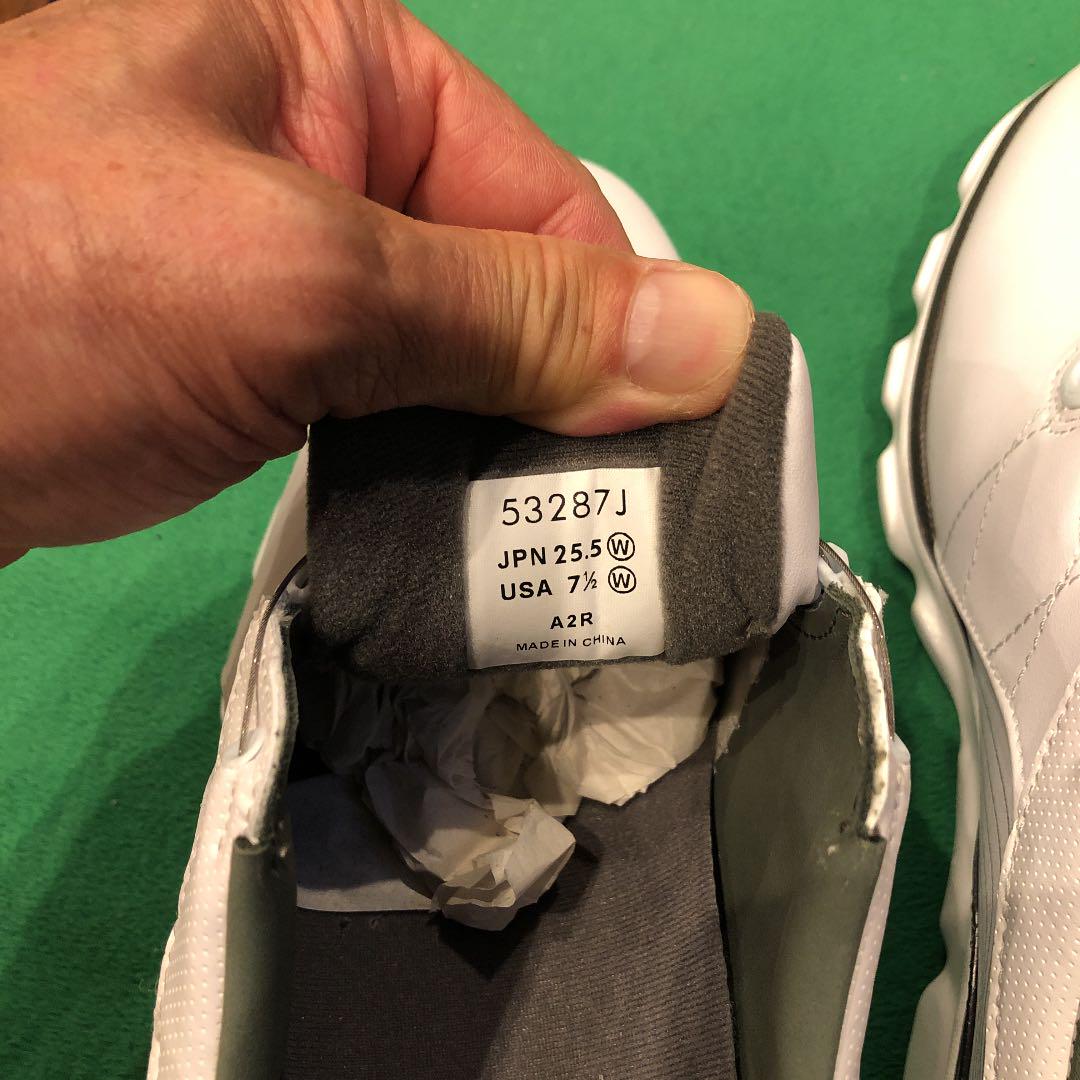 53287J
JPN 25.5 Ⓦ
USA 7½ Ⓦ
A2R
MADE IN CHINA